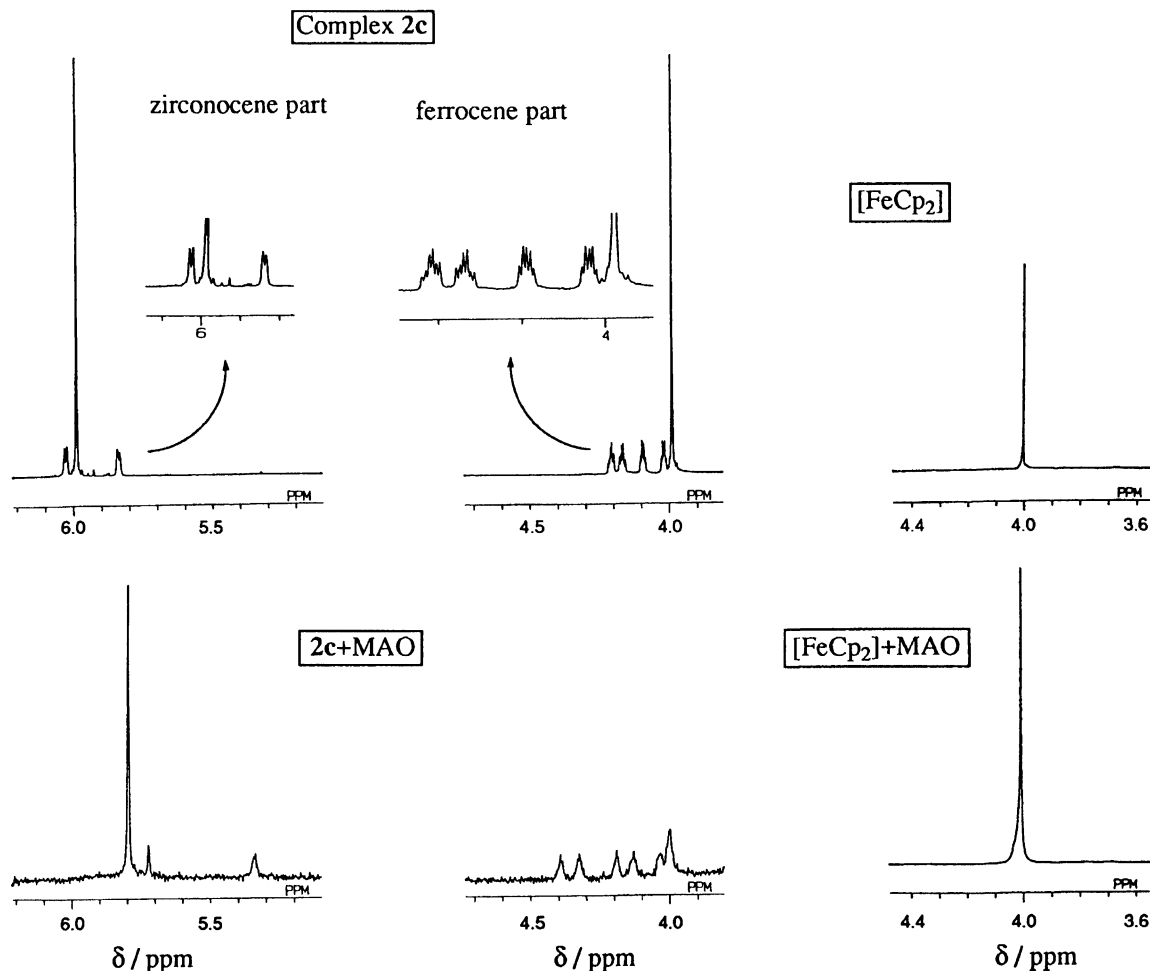 Complex 2c
zirconocene part
ferrocene part
[FeCp2]
6
4
PPM
PPM
PPM
6.0 5.5
4.5 4.0
4.4 4.0 3.6
2c+MAO
[FeCp2]+MAO
PPM
PPM
PPM
6.0 5.5
4.5 4.0
4.4 4.0 3.6
δ / ppm
δ / ppm
δ / ppm